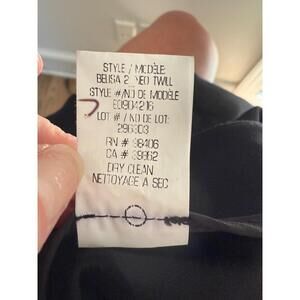 STYLE / MODÈLE:
BELISA 2 NEO TWILL
STYLE #/NO DE MODÈLE
E0904216
LOT # / NO DE LOT:
296303
RN # 98406
CA # 39962
DRY CLEAN
NETTOYAGE A SEC